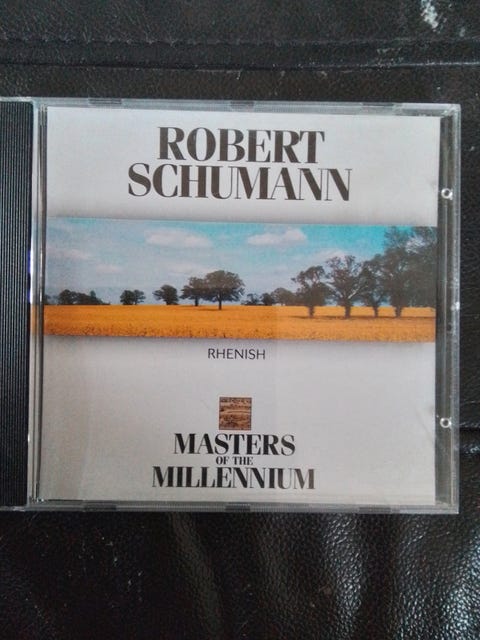 ROBERT
SCHUMANN
RHENISH
MASTERS
OF THE
MILLENNIUM